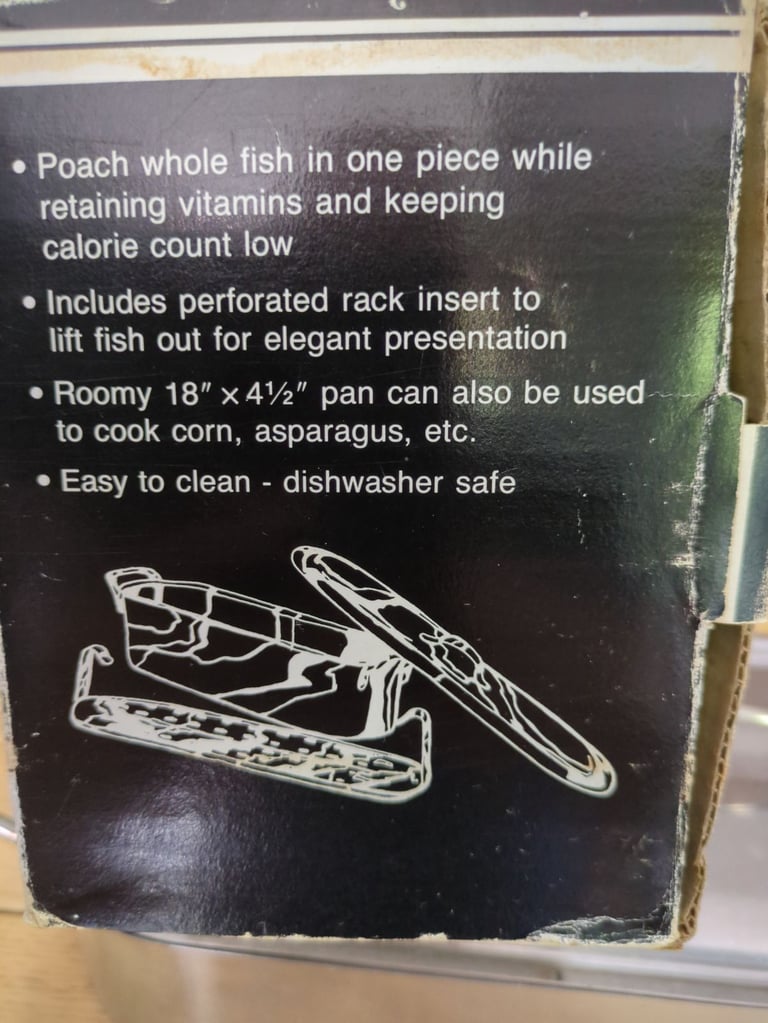 • Poach whole fish in one piece while
retaining vitamins and keeping
calorie count low
• Includes perforated rack insert to
lift fish out for elegant presentation
• Roomy 18″ × 4½″ pan can also be used
to cook corn, asparagus, etc.
• Easy to clean - dishwasher safe